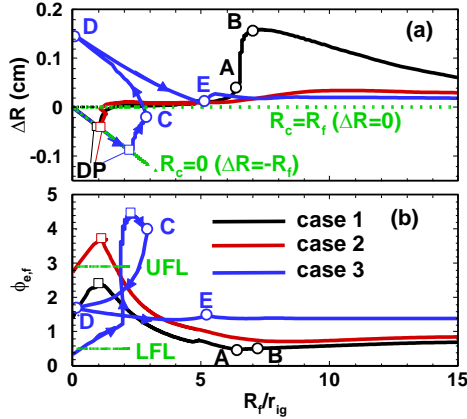 0.2
0.1
0
-0.1
ΔR (cm)
(a)
D
B
A
E
C
DP
R_c=R_f (ΔR=0)
R_c=0 (ΔR=-R_f)
6
5
4
3
2
1
0
ϕ_e,f
(b)
case 1
case 2
case 3
C
UFL
D
E
LFL
A
B
0
5
10
15
R_f/r_ig